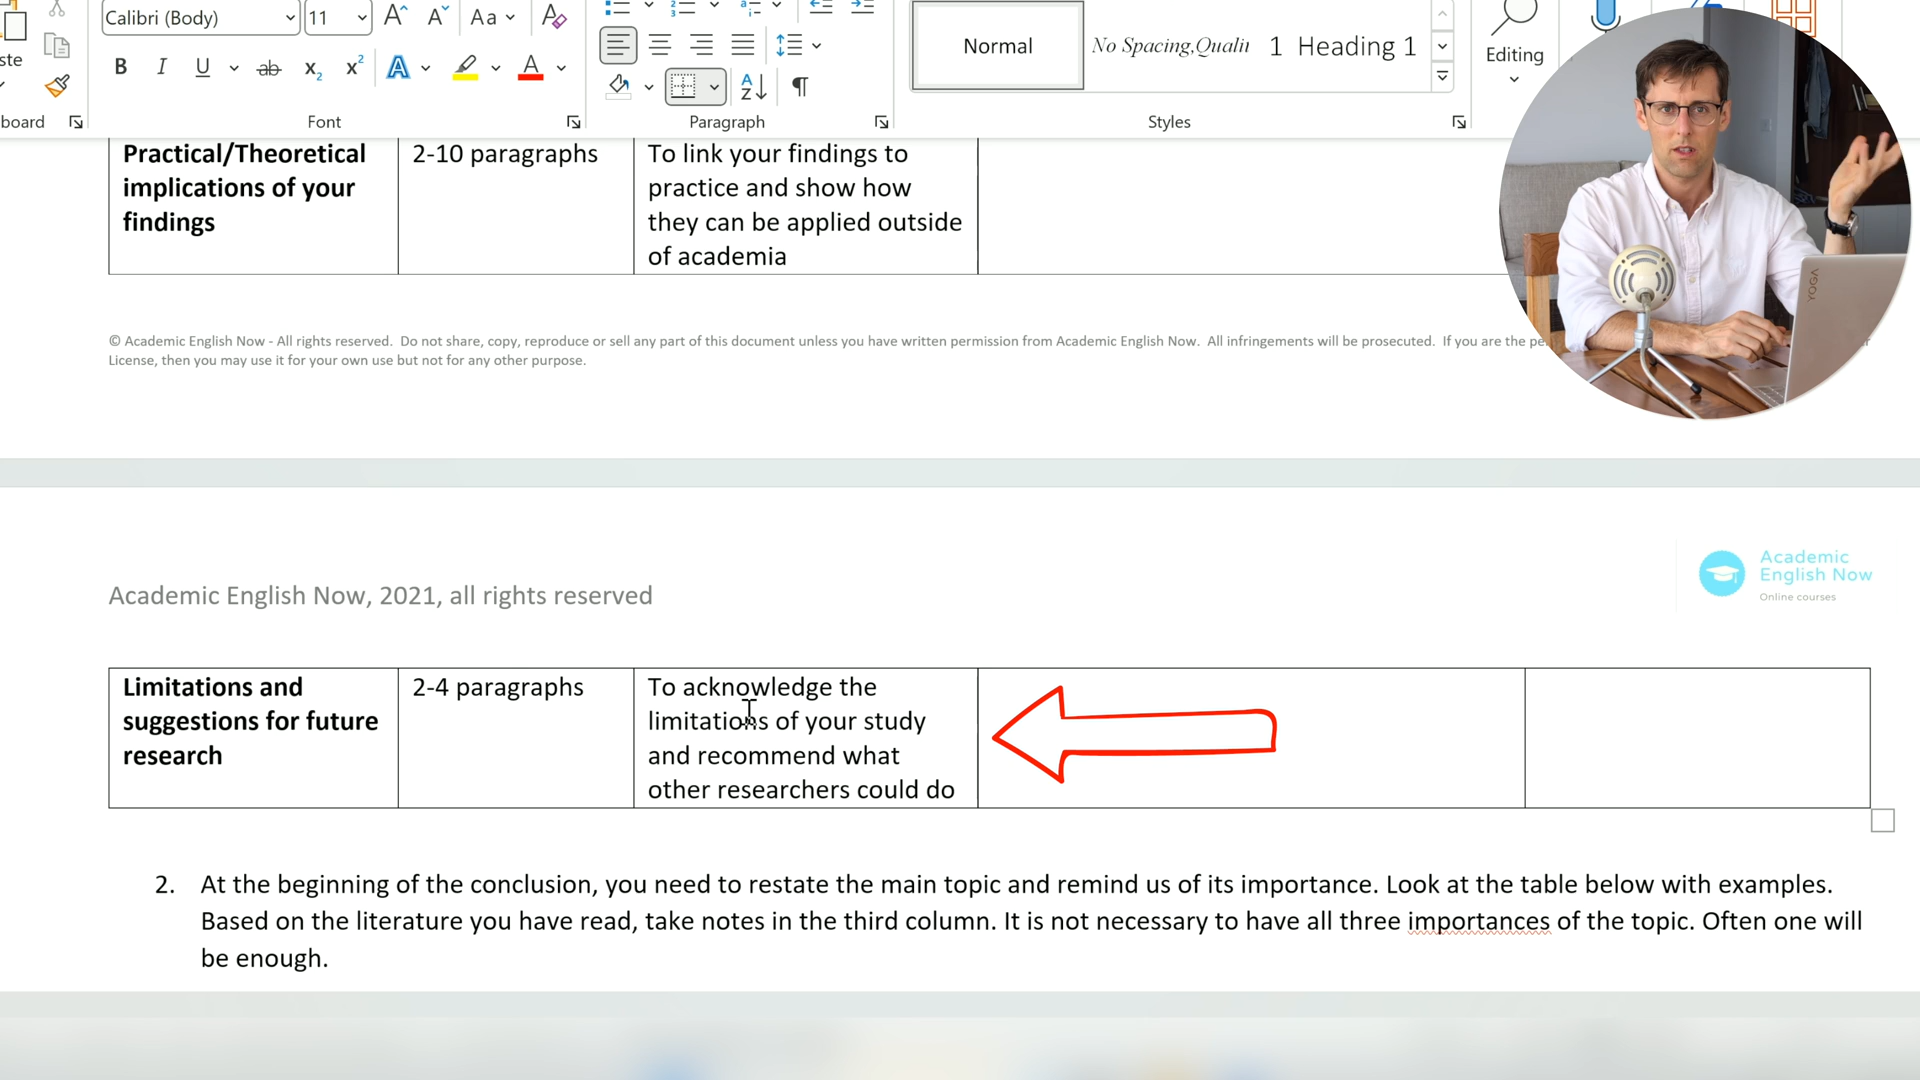 Calibri (Body)
11
A A Aa A
ste
B I U ab x2 x2 A A
A Z ¶
Normal
No Spacing,Qualit
1 Heading 1
Editing
board
Font
Paragraph
Styles
Practical/Theoretical
implications of your
findings
2-10 paragraphs
To link your findings to
practice and show how
they can be applied outside
of academia
YOGA
© Academic English Now - All rights reserved. Do not share, copy, reproduce or sell any part of this document unless you have written permission from Academic English Now. All infringements will be prosecuted. If you are the pe
License, then you may use it for your own use but not for any other purpose.
Academic English Now, 2021, all rights reserved
Academic
English Now
Online courses
Limitations and
suggestions for future
research
2-4 paragraphs
To acknowledge the
limitations of your study
and recommend what
other researchers could do
2. At the beginning of the conclusion, you need to restate the main topic and remind us of its importance. Look at the table below with examples.
Based on the literature you have read, take notes in the third column. It is not necessary to have all three importances of the topic. Often one will
be enough.